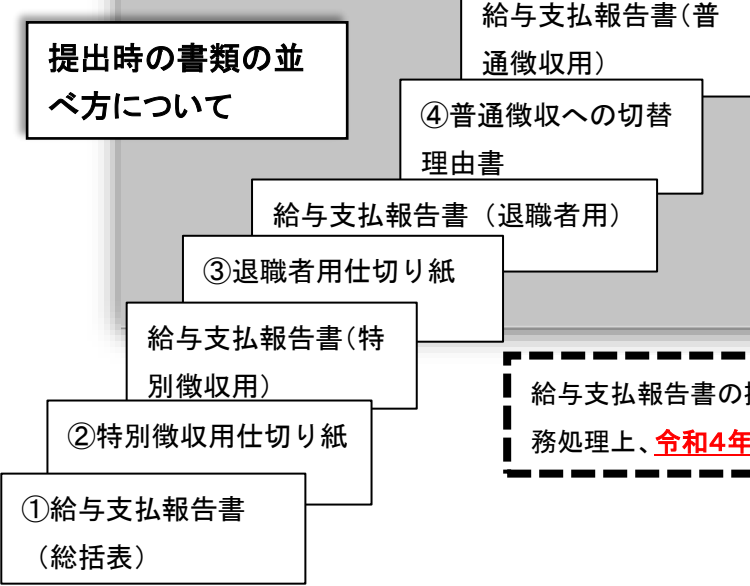 提出時の書類の並
べ方について
給与支払報告書(普
通徴収用)
④普通徴収への切替
理由書
給与支払報告書（退職者用）
③退職者用仕切り紙
給与支払報告書(特
別徴収用)
②特別徴収用仕切り紙
①給与支払報告書
（総括表）
給与支払報告書の
務処理上、令和4年